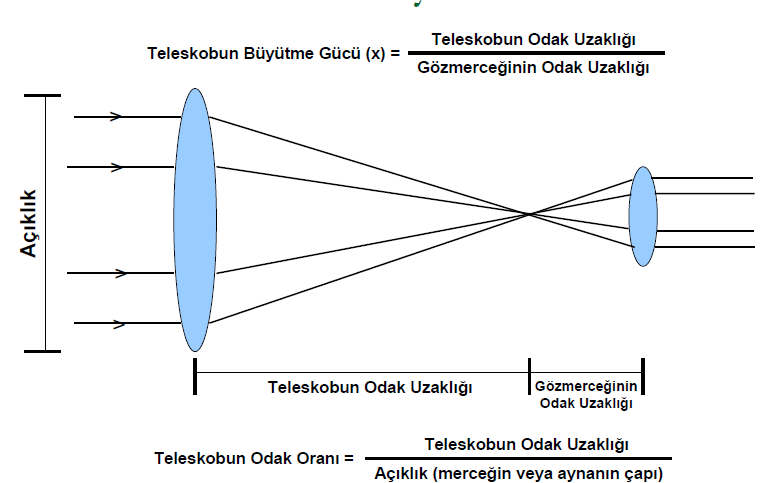 Teleskobun Büyütme Gücü (x) =
Teleskobun Odak Uzaklığı
Gözmerceğinin Odak Uzaklığı
Açıklık
Teleskobun Odak Uzaklığı
Gözmerceğinin
Odak Uzaklığı
Teleskobun Odak Oranı =
Teleskobun Odak Uzaklığı
Açıklık (merceğin veya aynanın çapı)